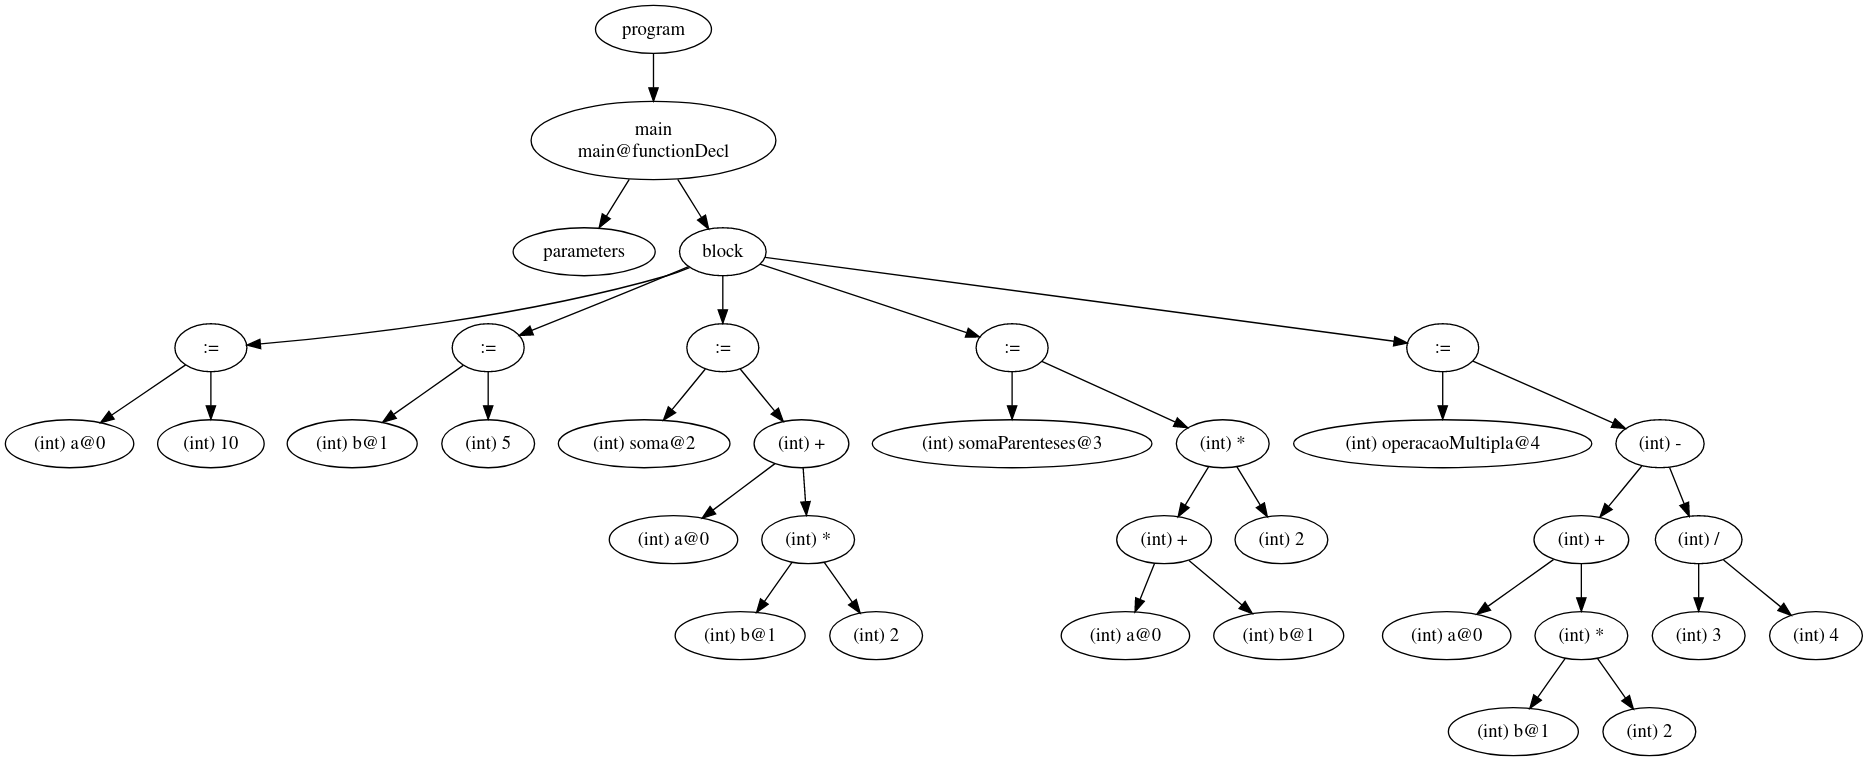 program
main
main@functionDecl
parameters
block
:=
:=
:=
:=
:=
(int) a@0
(int) 10
(int) b@1
(int) 5
(int) soma@2
(int) +
(int) somaParenteses@3
(int) *
(int) operacaoMultipla@4
(int) -
(int) a@0
(int) *
(int) +
(int) 2
(int) +
(int) /
(int) b@1
(int) 2
(int) a@0
(int) b@1
(int) a@0
(int) *
(int) 3
(int) 4
(int) b@1
(int) 2